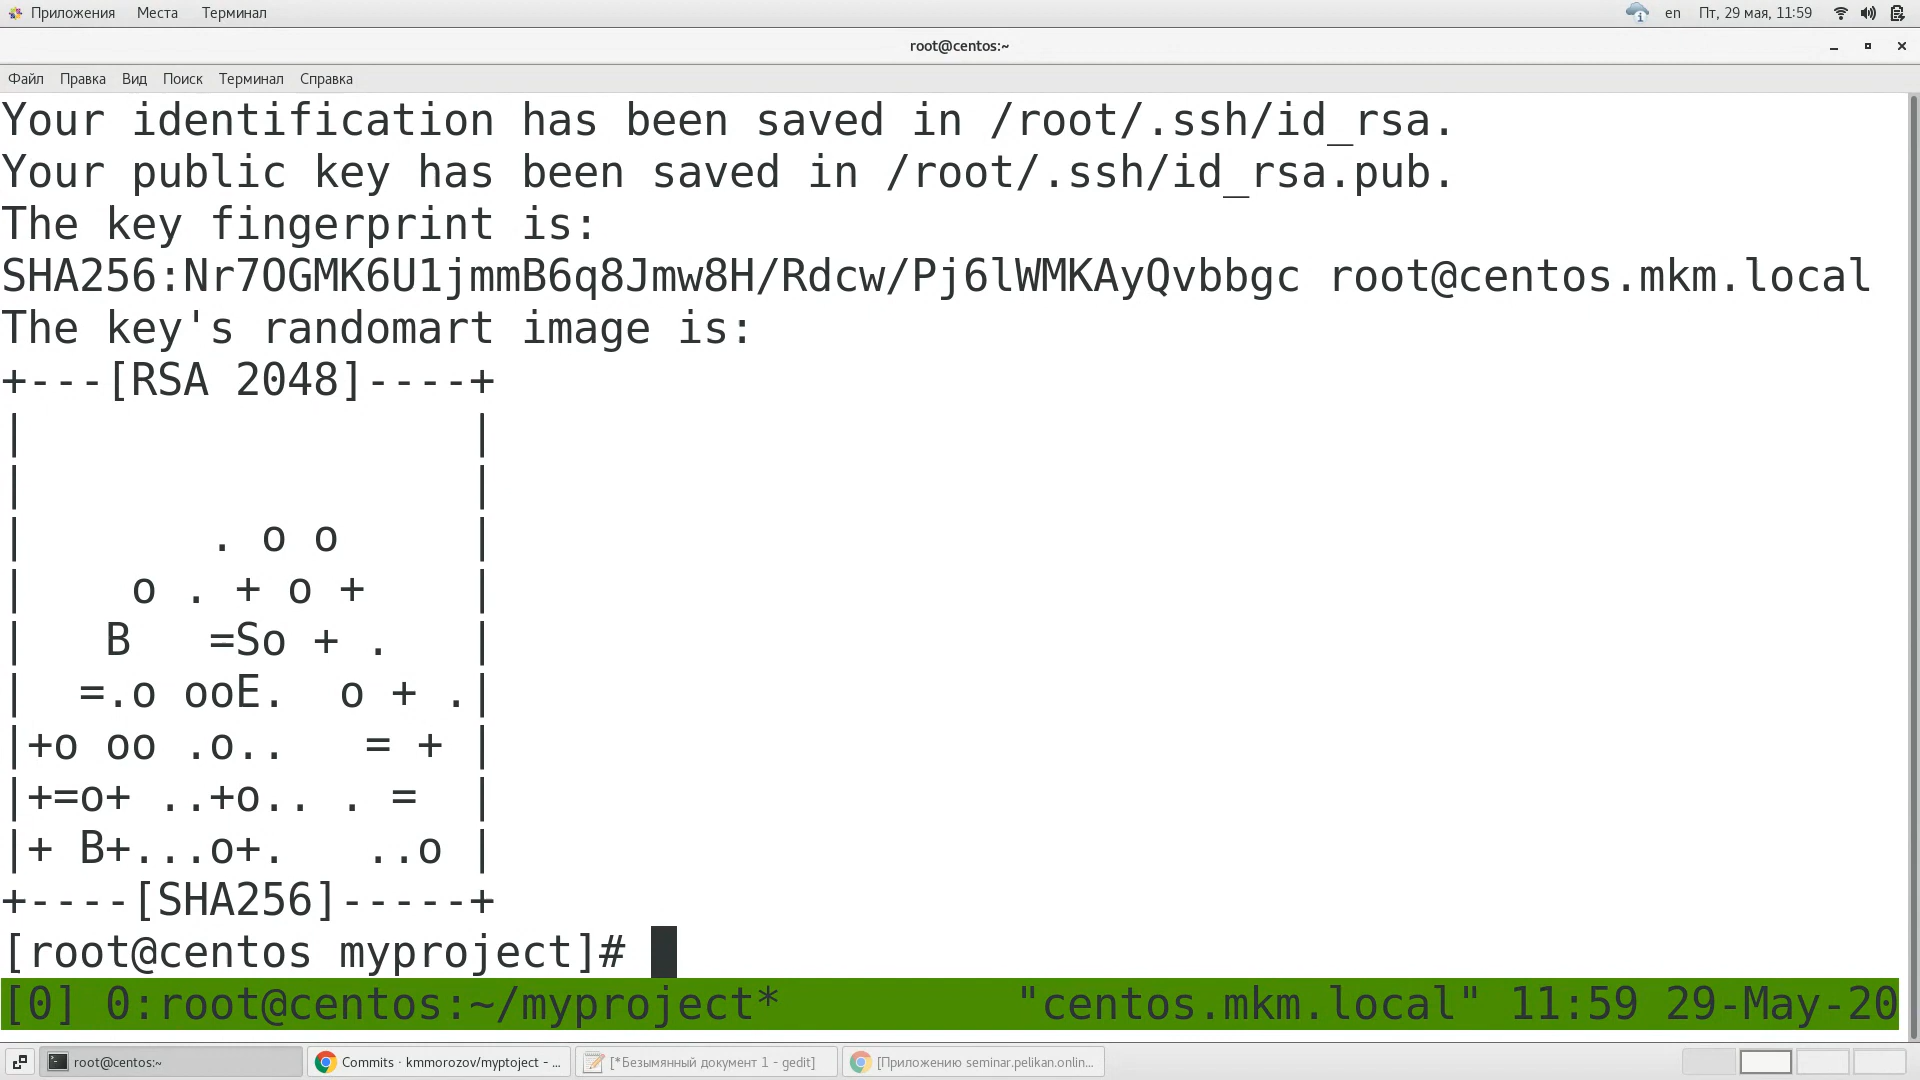 Приложения Места Терминал en Пт, 29 мая, 11:59
root@centos:~
Файл Правка Вид Поиск Терминал Справка
Your identification has been saved in /root/.ssh/id_rsa.
Your public key has been saved in /root/.ssh/id_rsa.pub.
The key fingerprint is:
SHA256:Nr7OGMK6U1jmmB6q8Jmw8H/Rdcw/Pj6lWMKAyQvbbgc root@centos.mkm.local
The key's randomart image is:
+---[RSA 2048]----+
|                 |
|                 |
|       . o o     |
|    o . + o +    |
|   B   =So + .   |
|  =.o ooE.  o + .|
|+o oo .o..   = + |
|+=o+ ..+o.. . =  |
|+ B+...o+.   ..o |
+----[SHA256]-----+
[root@centos myproject]#
[0] 0:root@centos:~/myproject* "centos.mkm.local" 11:59 29-May-20
root@centos:~ Commits · kmmorozov/myptoject - ... [*Безымянный документ 1 - gedit] [Приложению seminar.pelikan.onlin...